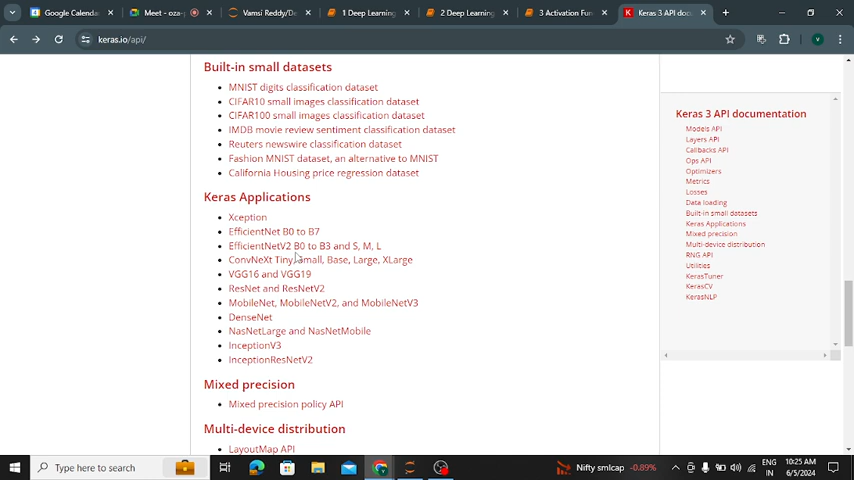 Google Calendar
Meet - oza-p
Vamsi Reddy/De
1 Deep Learning
2 Deep Learning
3 Activation Fun
Keras 3 API docu
keras.io/api/
Built-in small datasets
MNIST digits classification dataset
CIFAR10 small images classification dataset
CIFAR100 small images classification dataset
IMDB movie review sentiment classification dataset
Reuters newswire classification dataset
Fashion MNIST dataset, an alternative to MNIST
California Housing price regression dataset
Keras Applications
Xception
EfficientNet B0 to B7
EfficientNetV2 B0 to B3 and S, M, L
ConvNeXt Tiny, Small, Base, Large, XLarge
VGG16 and VGG19
ResNet and ResNetV2
MobileNet, MobileNetV2, and MobileNetV3
DenseNet
NasNetLarge and NasNetMobile
InceptionV3
InceptionResNetV2
Mixed precision
Mixed precision policy API
Multi-device distribution
LayoutMap API
Keras 3 API documentation
Models API
Layers API
Callbacks API
Ops API
Optimizers
Metrics
Losses
Data loading
Built-in small datasets
Keras Applications
Mixed precision
Multi-device distribution
RNG API
Utilities
KerasTuner
KerasCV
KerasNLP
Type here to search
Nifty smlcap -0.89%
ENG
IN
10:25 AM
6/5/2024